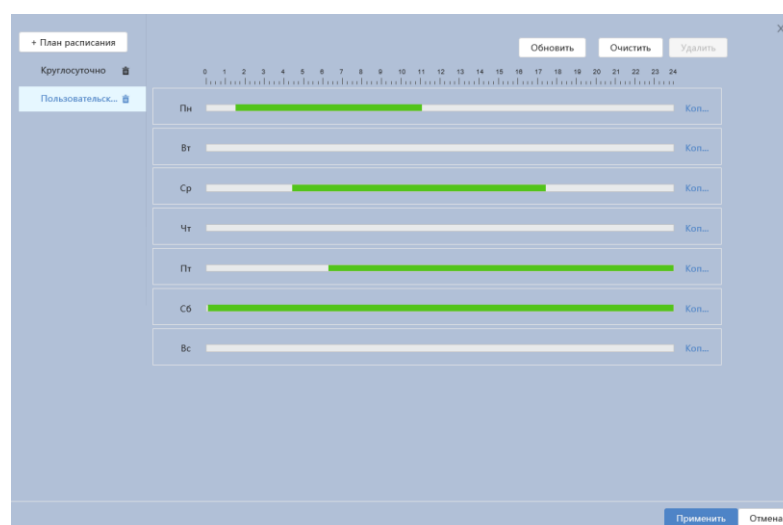 + План расписания
Обновить Очистить Удалить
Круглосуточно
0 1 2 3 4 5 6 7 8 9 10 11 12 13 14 15 16 17 18 19 20 21 22 23 24
Пользовательск...
Пн Коп...
Вт Коп...
Ср Коп...
Чт Коп...
Пт Коп...
Сб Коп...
Вс Коп...
Применить Отмена